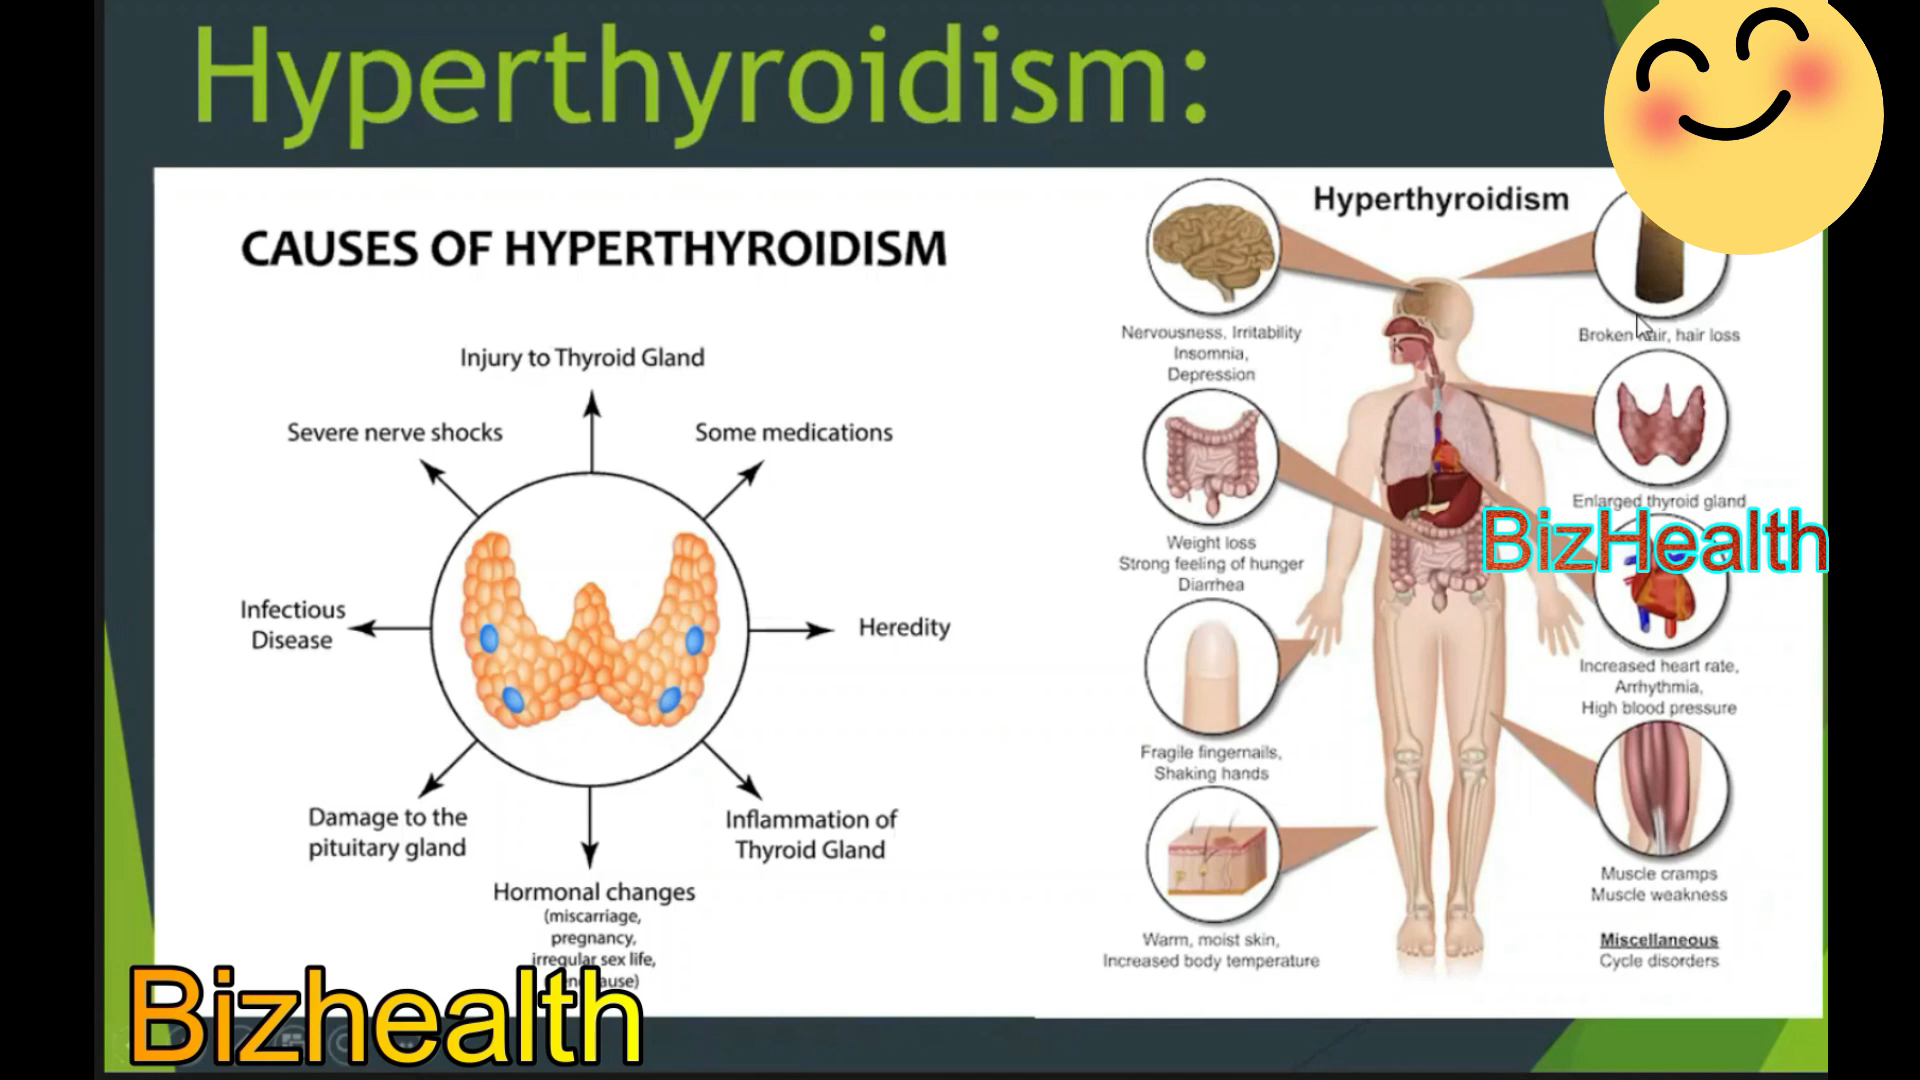 Hyperthyroidism:
CAUSES OF HYPERTHYROIDISM
Injury to Thyroid Gland
Severe nerve shocks
Some medications
Infectious
Disease
Heredity
Damage to the
pituitary gland
Inflammation of
Thyroid Gland
Hormonal changes
(miscarriage,
pregnancy,
irregular sex life,
Bizhealth
Hyperthyroidism
Nervousness, Irritability
Insomnia,
Depression
Broken hair, hair loss
Weight loss
Strong feeling of hunger
Diarrhea
Enlarged thyroid gland
BizHealth
Fragile fingernails,
Shaking hands
Increased heart rate,
Arrhythmia,
High blood pressure
Warm, moist skin,
Increased body temperature
Muscle cramps
Muscle weakness
Miscellaneous
Cycle disorders